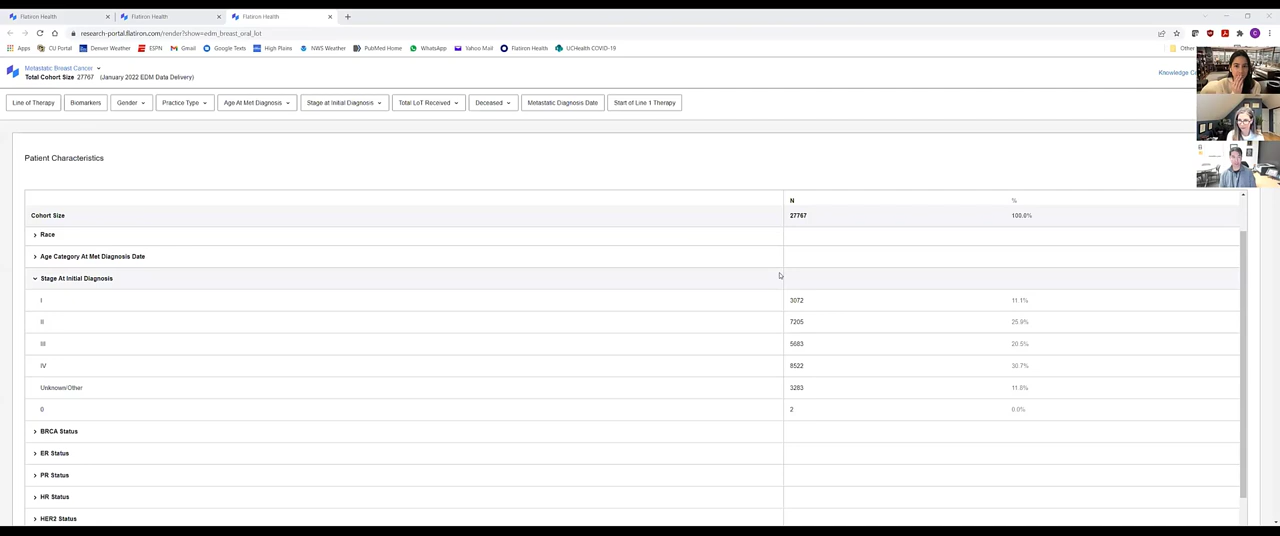 Flatiron Health Flatiron Health Flatiron Health
research-portal.flatiron.com/render?show=edm_breast_oral_lot
Apps CU Portal Denver Weather ESPN Gmail Google Texts High Plains NWS Weather PubMed Home WhatsApp Yahoo Mail Flatiron Health UCHealth COVID-19 Other
Metastatic Breast Cancer
Total Cohort Size 27767 (January 2022 EDM Data Delivery)
Knowledge
Line of Therapy Biomarkers Gender Practice Type Age At Met Diagnosis Stage at Initial Diagnosis Total LoT Received Deceased Metastatic Diagnosis Date Start of Line 1 Therapy
Patient Characteristics
N %
Cohort Size 27767 100.0%
Race
Age Category At Met Diagnosis Date
Stage At Initial Diagnosis
I 3072 11.1%
II 7205 25.9%
III 5683 20.5%
IV 8522 30.7%
Unknown/Other 3283 11.8%
0 2 0.0%
BRCA Status
ER Status
PR Status
HR Status
HER2 Status